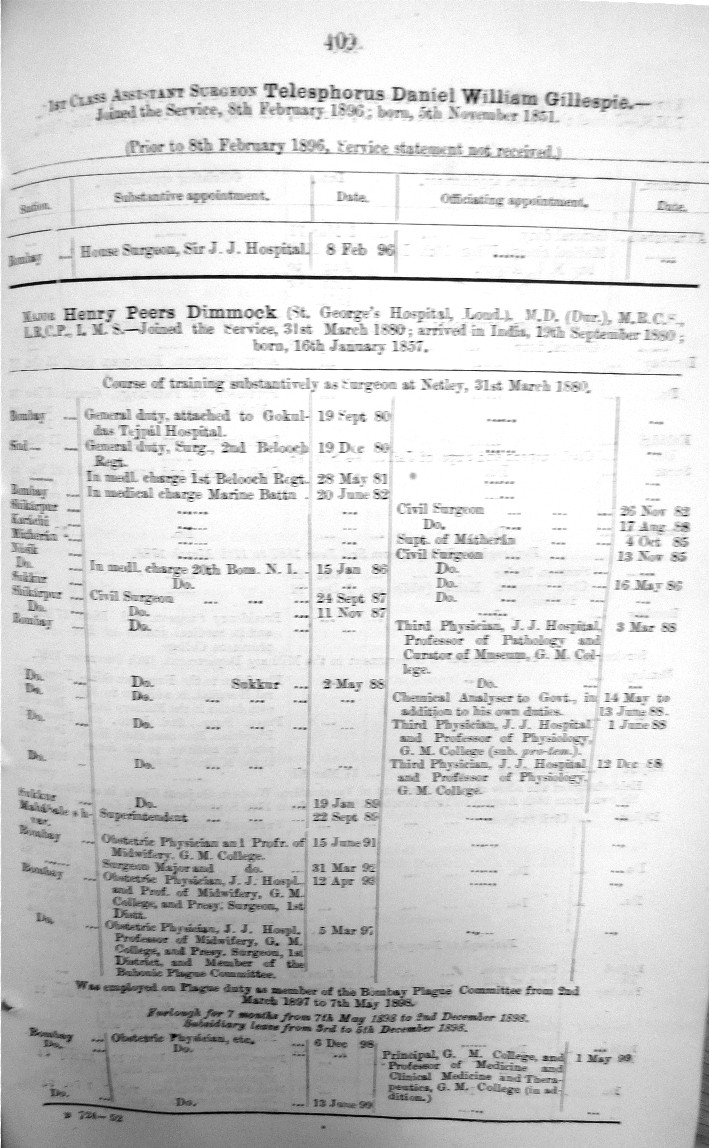 409.
1ST CLASS ASSISTANT SURGEON Telesphorus Daniel William Gillespie.—
Joined the Service, 8th February 1896; born, 5th November 1851.
(Prior to 8th February 1896, Service statement not received.)
Station. Substantive appointment. Date. Officiating appointment. Date.
Bombay ... House Surgeon, Sir J. J. Hospital. 8 Feb 96 ...... ...
MAJOR Henry Peers Dimmock (St. George's Hospital, Lond.), M.D. (Dur.), M.R.C.S.,
L.R.C.P., I. M. S.—Joined the Service, 31st March 1880; arrived in India, 19th September 1880;
born, 16th January 1857.
Course of training substantively as Surgeon at Netley, 31st March 1880.
Bombay ... General duty, attached to Gokul- 19 Sept 80 ...... ...
das Tejpál Hospital.
General duty, Surg., 2nd Belooch 19 Dec 80 ...... ...
Regt.
...... In medl. charge 1st Belooch Regt. 28 May 81 ...... ...
Bombay ... In medical charge Marine Battn. 20 June 82 ...... ...
Shikárpur ... ...... ... Civil Surgeon ... ... ... 26 Nov 82
Karáchi ... ...... ... Do. ... ... 17 Aug
Mátherán ... ...... ... Supt. of Mátherán ... 4 Oct 85
Násik ... ...... ... Civil Surgeon ... ... 13 Nov 85
Do. ... In medl. charge 20th Bom. N. I. . 15 Jan 86 Do. ... ... ...
Sukkur ... Do. ... Do. ... ... 16 May 86
Shikárpur ... Civil Surgeon ... ... ... 24 Sept 87 Do. ... ... ...
Do. ... Do. ... ... ... 11 Nov 87 ...... ...
Bombay ... Do. ... ... ... ... Third Physician, J. J. Hospital, 3 Mar 88
Professor of Pathology and
Curator of Museum, G. M. Col-
lege.
Do. ... Do. Sukkur ... 2 May 88 Do. ... ...
Do. ... Do. ... ... ... ... Chemical Analyser to Govt., in 14 May to
addition to his own duties. 13 June 88.
Do. ... Do. ... ... ... ... Third Physician, J. J. Hospital 1 June 88
and Professor of Physiology,
G. M. College (sub. pro-tem.).
Do. ... Do. ... ... ... ... Third Physician, J. J. Hospital 12 Dec 88
and Professor of Physiology,
G. M. College.
Sukkur ... Do. ... ... ... 19 Jan 89 ...... ...
Mahábalesh- Superintendent ... ... ... 22 Sept 89 ...... ...
var.
Bombay ... Obstetric Physician and Profr. of 15 June 91 ...... ...
Midwifery, G. M. College.
...... Surgeon Major and do. ... 31 Mar 92 ...... ...
Bombay ... Obstetric Physician, J. J. Hospl., 12 Apr 93 ...... ...
and Prof. of Midwifery, G. M.
College, and Presy. Surgeon, 1st
Distt.
Do. ... Obstetric Physician, J. J. Hospl. 5 Mar 97 ...... ...
Professor of Midwifery, G. M.
College, and Presy. Surgeon, 1st
District, and Member of the
Bubonic Plague Committee.
Was employed on Plague duty as member of the Bombay Plague Committee from 2nd
March 1897 to 7th May 1898.
Furlough for 7 months from 7th May 1898 to 2nd December 1898.
Subsidiary leave from 3rd to 5th December 1898.
Bombay ... Obstetric Physician, etc. ... 6 Dec 98 ...... ...
Do. ... Do. ... ... Principal, G. M. College, and 1 May 99
Professor of Medicine and
Clinical Medicine and Thera-
peutics, G. M. College (in ad-
dition.)
Do. ... Do. ... 13 June 99 ...... ...